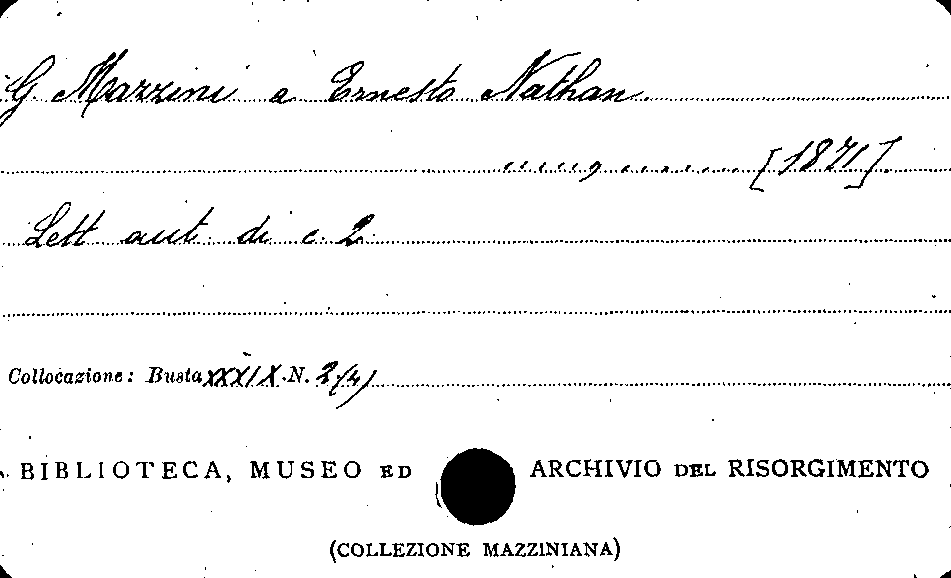 G. Mazzini a Ernesto Nathan.
[1871].
Lett. aut. di c. 2.
Collocazione: Busta XXXIX. N. 2(4)
BIBLIOTECA, MUSEO ED ARCHIVIO DEL RISORGIMENTO
(COLLEZIONE MAZZINIANA)